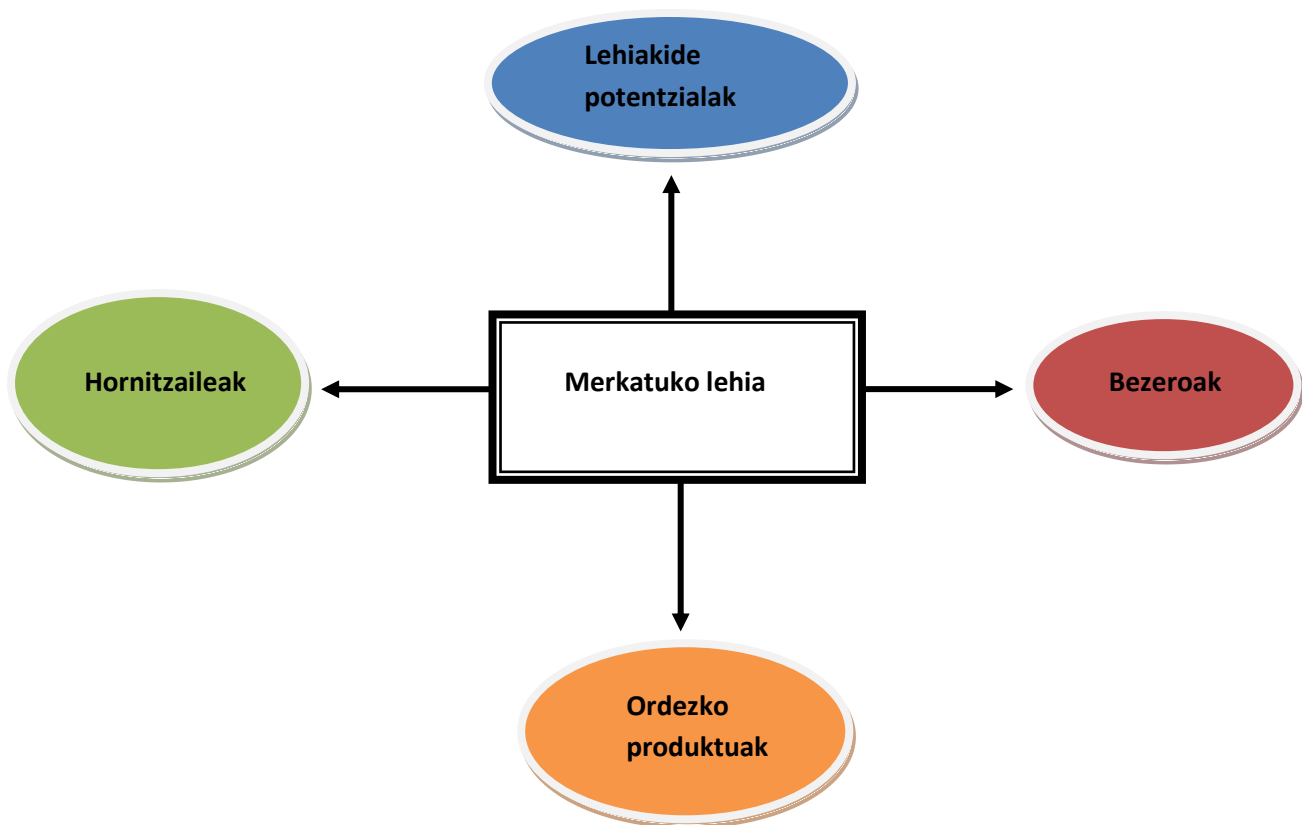 Lehiakide
potentzialak
Hornitzaileak
Merkatuko lehia
Bezeroak
Ordezko
produktuak